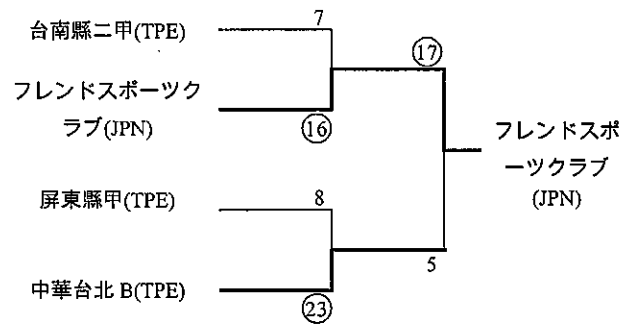 7
台南縣二甲(TPE)
⑰
フレンドスポーツク
ラブ(JPN)
⑯
フレンドスポ
ーツクラブ
(JPN)
屏東縣甲(TPE)
8
5
中華台北 B(TPE)
㉓